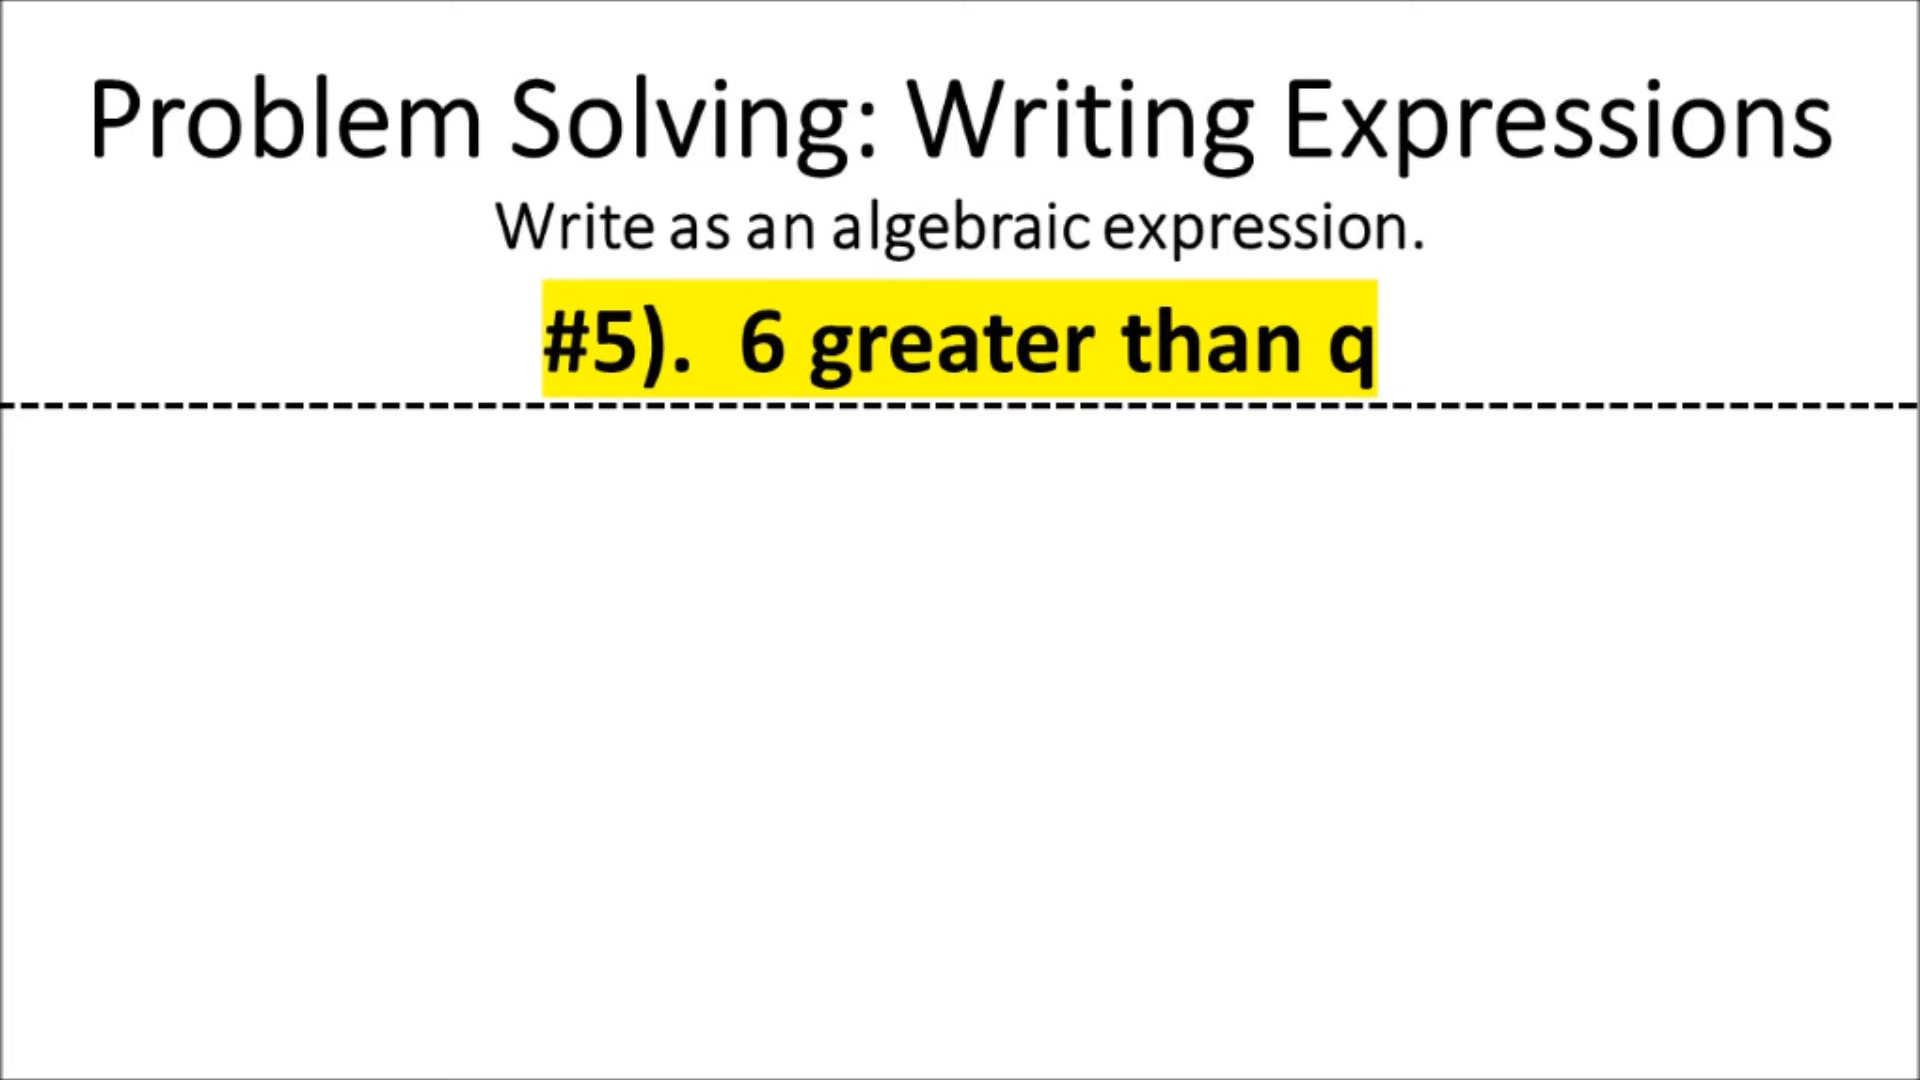 Problem Solving: Writing Expressions
Write as an algebraic expression.
#5).  6 greater than q